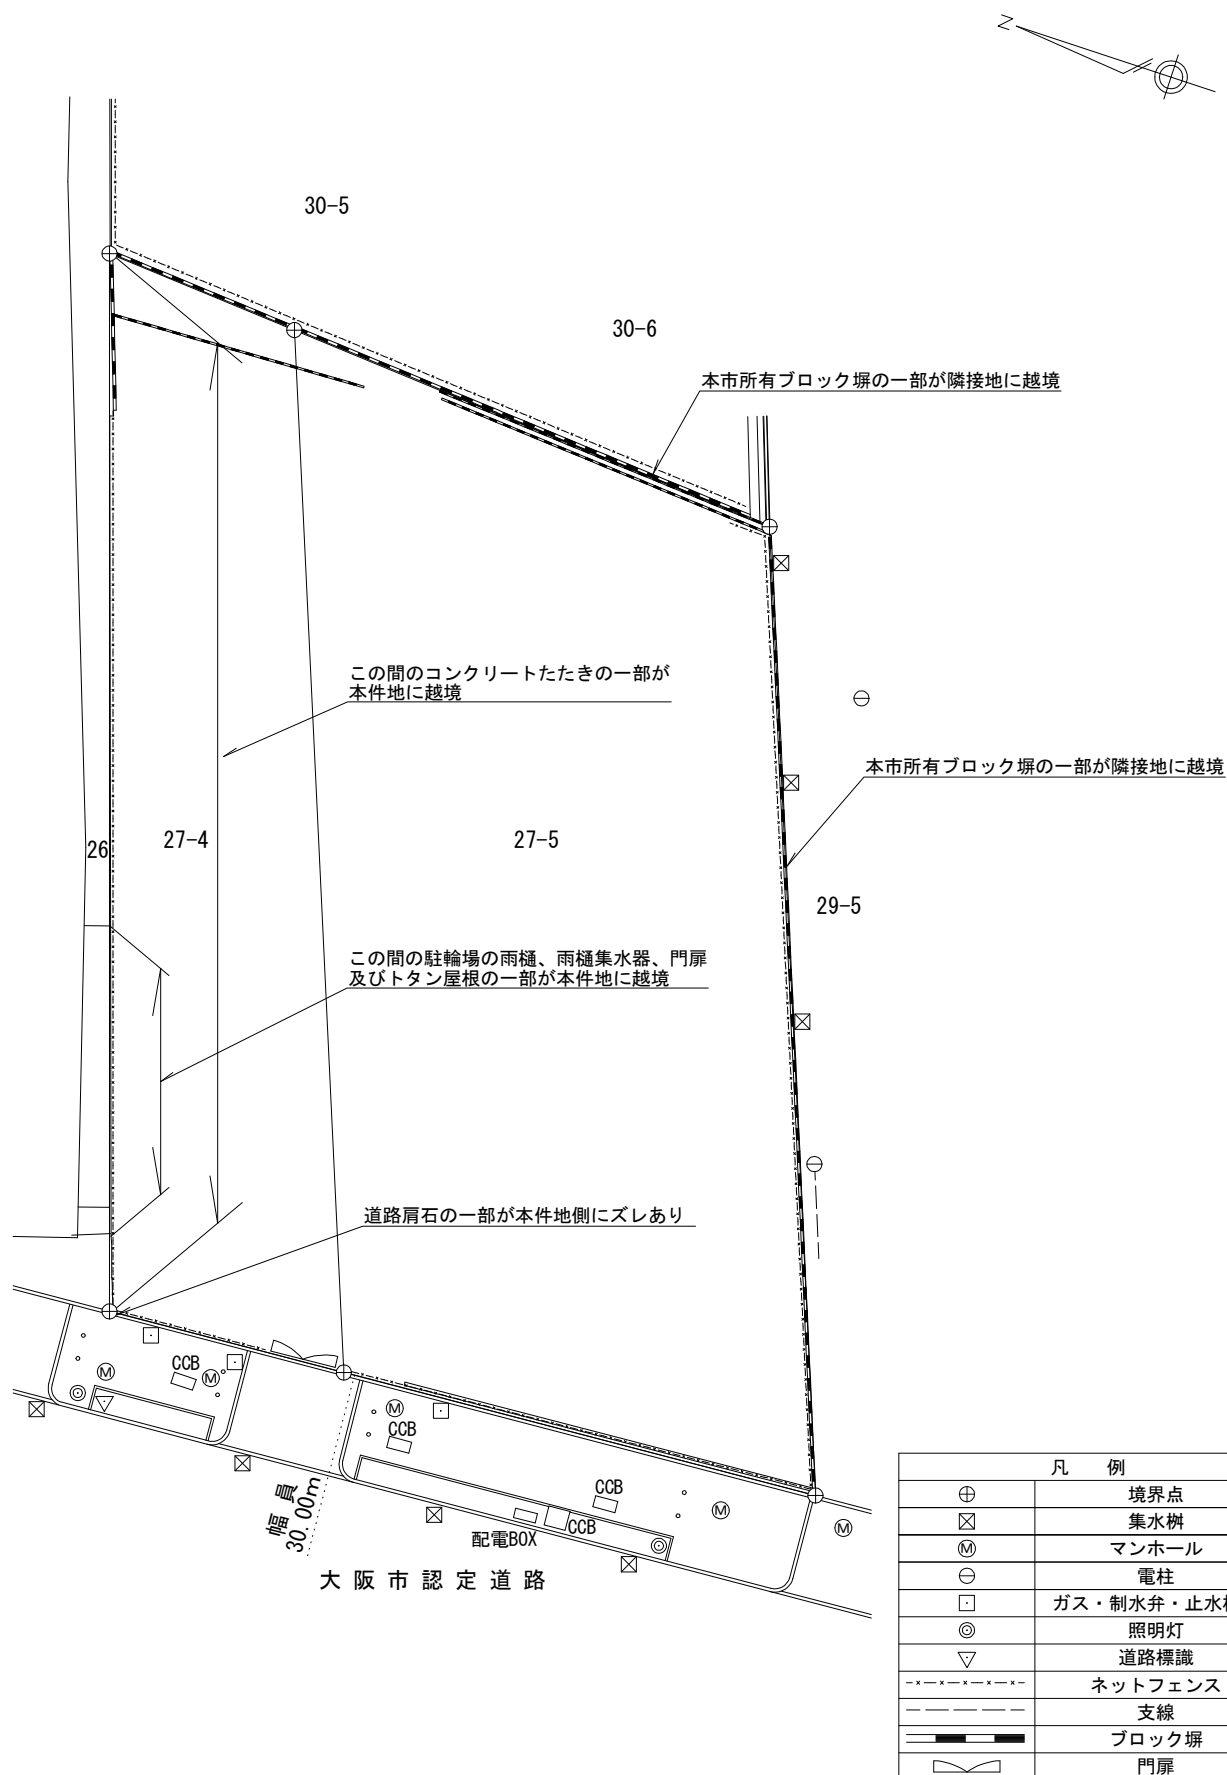 N
30-5
30-6
本市所有ブロック塀の一部が隣接地に越境
この間のコンクリートたたきの一部が
本件地に越境
本市所有ブロック塀の一部が隣接地に越境
26
27-4
27-5
29-5
この間の駐輪場の雨樋、雨樋集水器、門扉
及びトタン屋根の一部が本件地に越境
道路肩石の一部が本件地側にズレあり
CCB
M
M
M
CCB
CCB
M
M
CCB
配電BOX
幅員
30.00m
大阪市認定道路
凡 例
境界点
集水桝
M マンホール
電柱
ガス・制水弁・止水
照明灯
道路標識
ネットフェンス
支線
ブロック塀
門扉